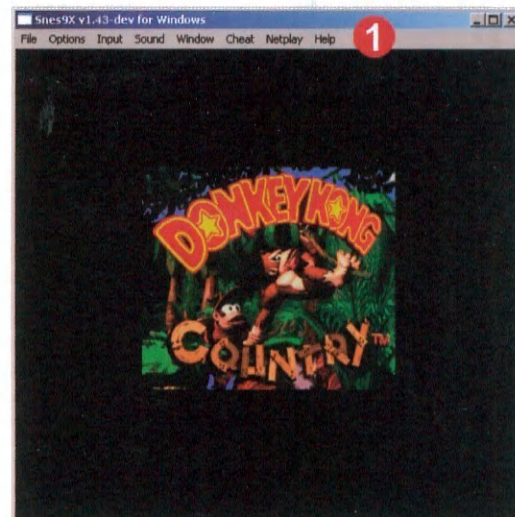 Snes9X v1.43-dev for Windows
File Options Input Sound Window Cheat Netplay Help 1
DONKEY KONG
COUNTRY™